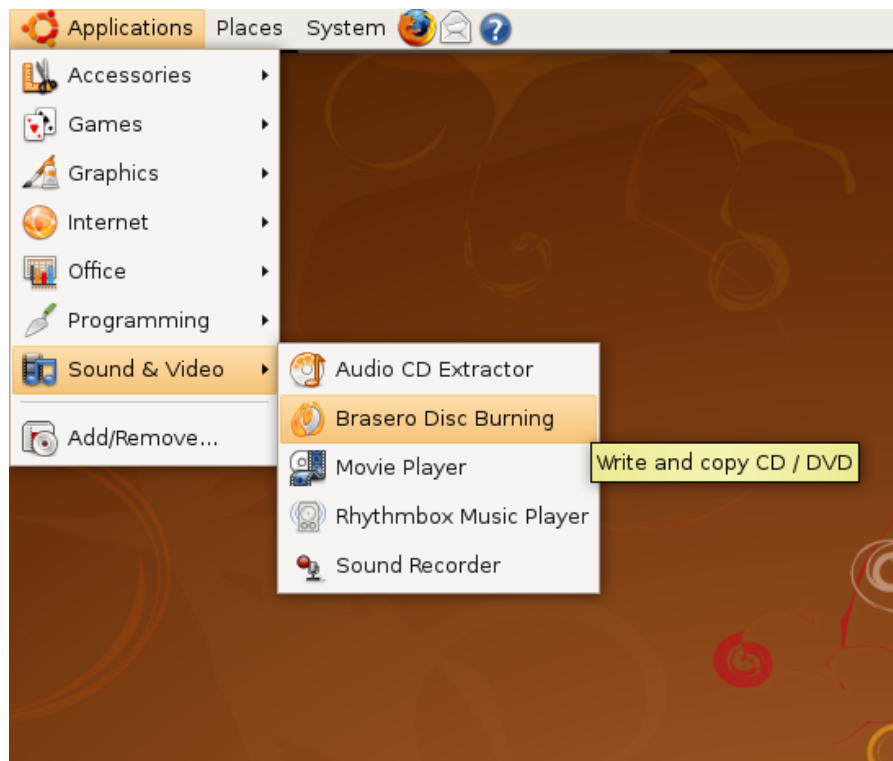 Applications Places System
Accessories
Games
Graphics
Internet
Office
Programming
Sound & Video
Add/Remove...
Audio CD Extractor
Brasero Disc Burning
Movie Player
Rhythmbox Music Player
Sound Recorder
Write and copy CD / DVD